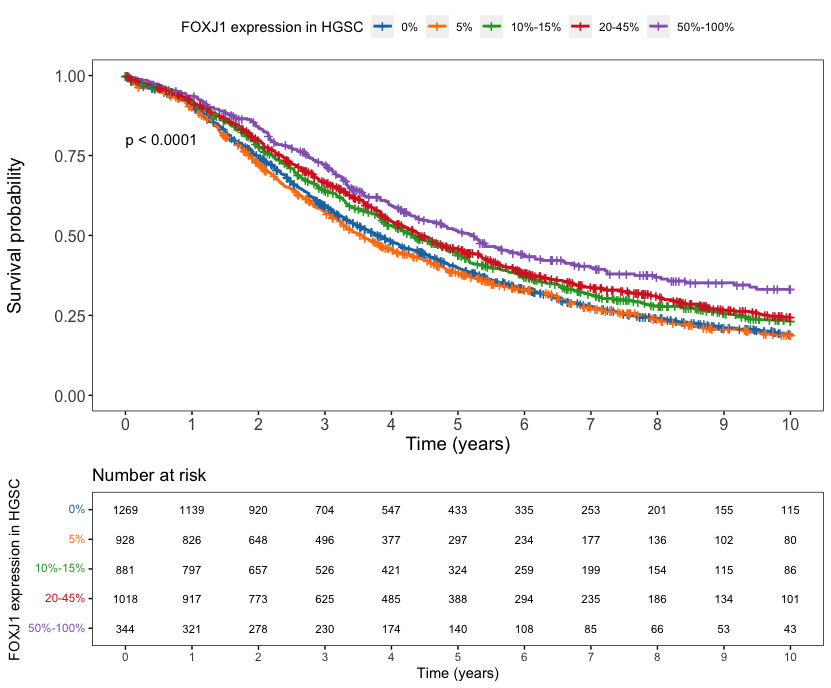 FOXJ1 expression in HGSC 0% 5% 10%-15% 20-45% 50%-100%
Survival probability
1.00
0.75
0.50
0.25
0.00
p < 0.0001
0 1 2 3 4 5 6 7 8 9 10
Time (years)
Number at risk
FOXJ1 expression in HGSC
0% 1269 1139 920 704 547 433 335 253 201 155 115
5% 928 826 648 496 377 297 234 177 136 102 80
10%-15% 881 797 657 526 421 324 259 199 154 115 86
20-45% 1018 917 773 625 485 388 294 235 186 134 101
50%-100% 344 321 278 230 174 140 108 85 66 53 43
0 1 2 3 4 5 6 7 8 9 10
Time (years)